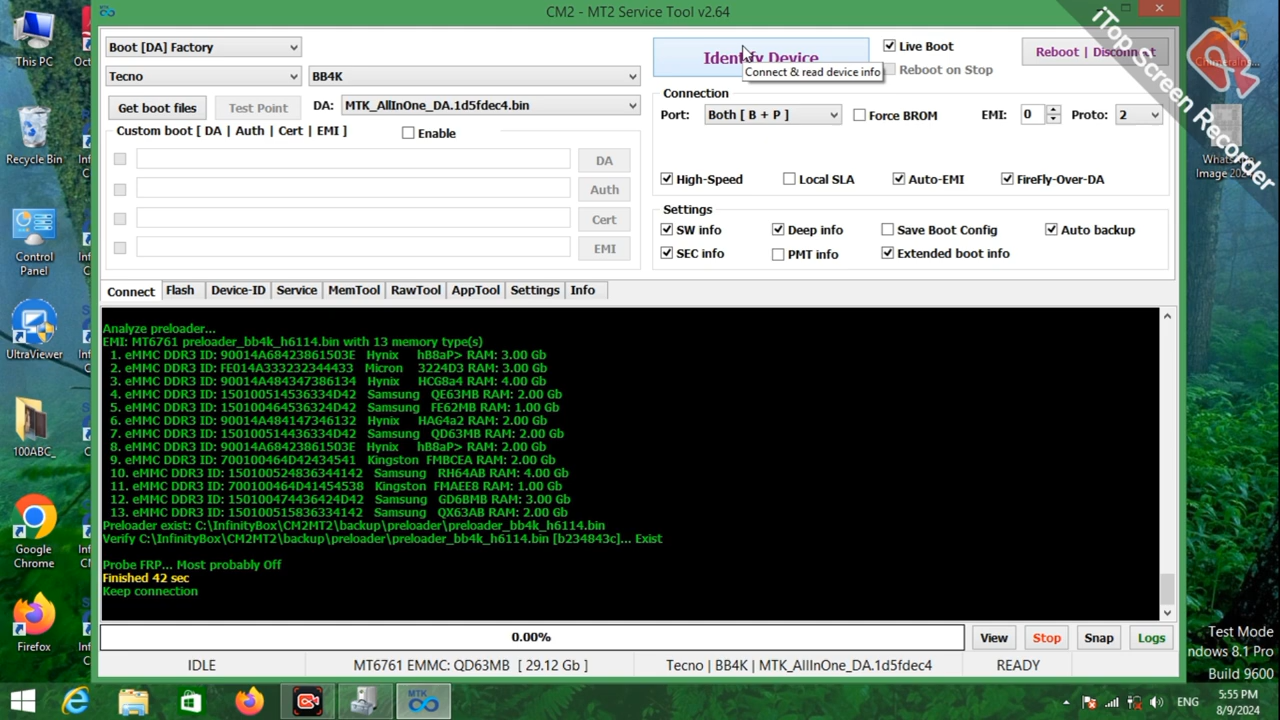 CM2 - MT2 Service Tool v2.64
iTop Screen Recorder
This PC
Recycle Bin
Control Panel
UltraViewer
100ABC_
Google Chrome
Firefox
WhatsApp
Image 202
Boot [DA] Factory
Tecno
BB4K
Get boot files
Test Point
DA:
MTK_AllInOne_DA.1d5fdec4.bin
Custom boot [ DA | Auth | Cert | EMI ]
Enable
DA
Auth
Cert
EMI
Identify Device
Connect & read device info
Live Boot
Reboot on Stop
Reboot | Disconnect
Connection
Port:
Both [ B + P ]
Force BROM
EMI:
0
Proto:
2
High-Speed
Local SLA
Auto-EMI
FireFly-Over-DA
Settings
SW info
Deep info
Save Boot Config
Auto backup
SEC info
PMT info
Extended boot info
Connect
Flash
Device-ID
Service
MemTool
RawTool
AppTool
Settings
Info
Analyze preloader...
EMI: MT6761 preloader_bb4k_h6114.bin with 13 memory type(s)
1. eMMC DDR3 ID: 90014A68423861503E Hynix hB8aP> RAM: 3.00 Gb
2. eMMC DDR3 ID: FE014A333232344433 Micron 3224D3 RAM: 3.00 Gb
3. eMMC DDR3 ID: 90014A484347386134 Hynix HCG8a4 RAM: 4.00 Gb
4. eMMC DDR3 ID: 150100514536334D42 Samsung QE63MB RAM: 2.00 Gb
5. eMMC DDR3 ID: 150100464536324D42 Samsung FE62MB RAM: 1.00 Gb
6. eMMC DDR3 ID: 90014A484147346132 Hynix HAG4a2 RAM: 2.00 Gb
7. eMMC DDR3 ID: 150100514436334D42 Samsung QD63MB RAM: 2.00 Gb
8. eMMC DDR3 ID: 90014A68423861503E Hynix hB8aP> RAM: 2.00 Gb
9. eMMC DDR3 ID: 700100464D42434541 Kingston FMBCEA RAM: 2.00 Gb
10. eMMC DDR3 ID: 150100524836344142 Samsung RH64AB RAM: 4.00 Gb
11. eMMC DDR3 ID: 700100464D41454538 Kingston FMAEE8 RAM: 1.00 Gb
12. eMMC DDR3 ID: 150100474436424D42 Samsung GD6BMB RAM: 3.00 Gb
13. eMMC DDR3 ID: 150100515836334142 Samsung QX63AB RAM: 2.00 Gb
Preloader exist: C:\InfinityBox\CM2MT2\backup\preloader\preloader_bb4k_h6114.bin
Verify C:\InfinityBox\CM2MT2\backup\preloader\preloader_bb4k_h6114.bin [b234843c]... Exist
Probe FRP... Most probably Off
Finished 42 sec
Keep connection
0.00%
View
Stop
Snap
Logs
IDLE
MT6761 EMMC: QD63MB [ 29.12 Gb ]
Tecno | BB4K | MTK_AllInOne_DA.1d5fdec4
READY
Test Mode
ndows 8.1 Pro
Build 9600
MTK
ENG
5:55 PM
8/9/2024